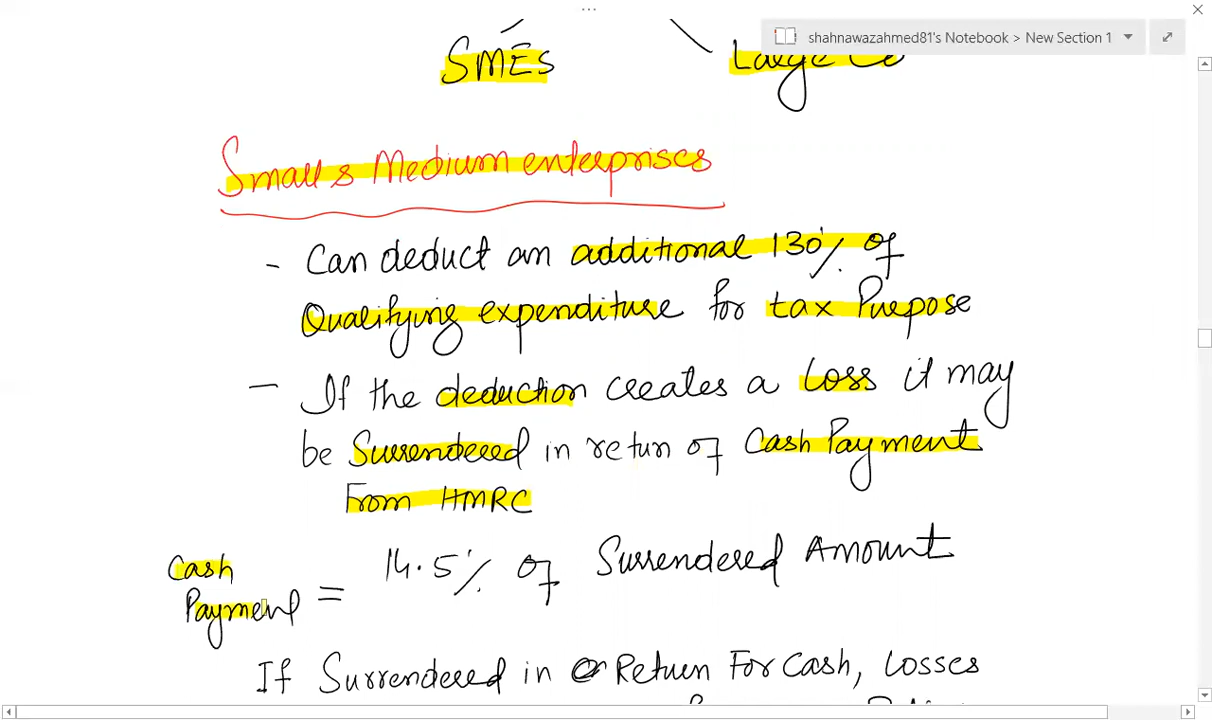 shahnawazahmed81's Notebook > New Section 1
SMEs Large Co
Small & Medium enterprises
- Can deduct an additional 130% of
Qualifying expenditure for tax Purpose
- If the deduction creates a Loss it may
be Surrendered in return of Cash Payment
From HMRC
Cash
Payment = 14.5% of Surrendered Amount
If Surrendered in Return For Cash, Losses